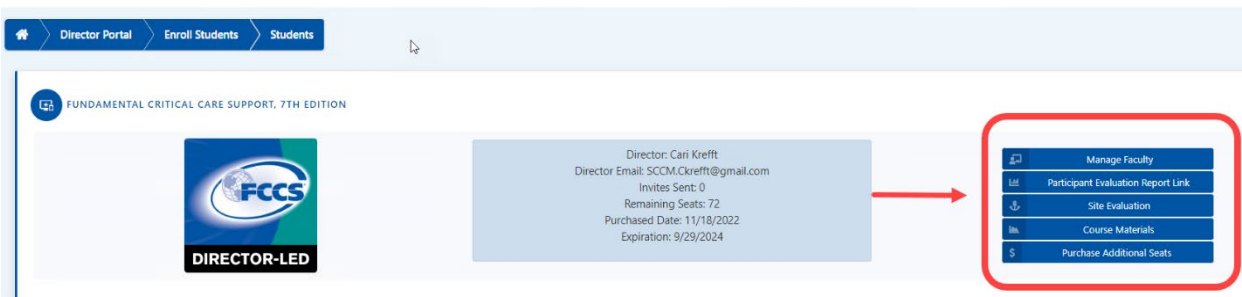 Director Portal
Enroll Students
Students
FUNDAMENTAL CRITICAL CARE SUPPORT, 7TH EDITION
FCCS
DIRECTOR-LED
Director: Cari Krefft
Director Email: SCCM.Ckrefft@gmail.com
Invites Sent: 0
Remaining Seats: 72
Purchased Date: 11/18/2022
Expiration: 9/29/2024
Manage Faculty
Participant Evaluation Report Link
Site Evaluation
Course Materials
$ Purchase Additional Seats